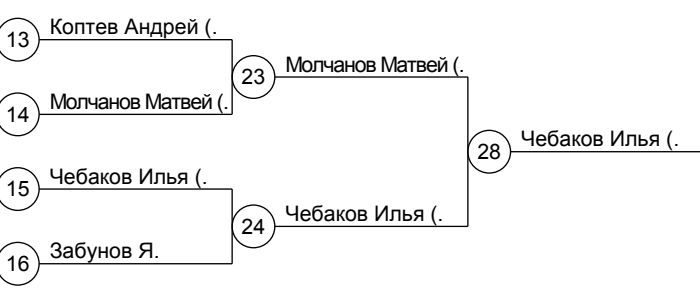 13 Коптев Андрей (.
14 Молчанов Матвей (.
23 Молчанов Матвей (.
15 Чебаков Илья (.
16 Забунов Я.
24 Чебаков Илья (.
28 Чебаков Илья (.